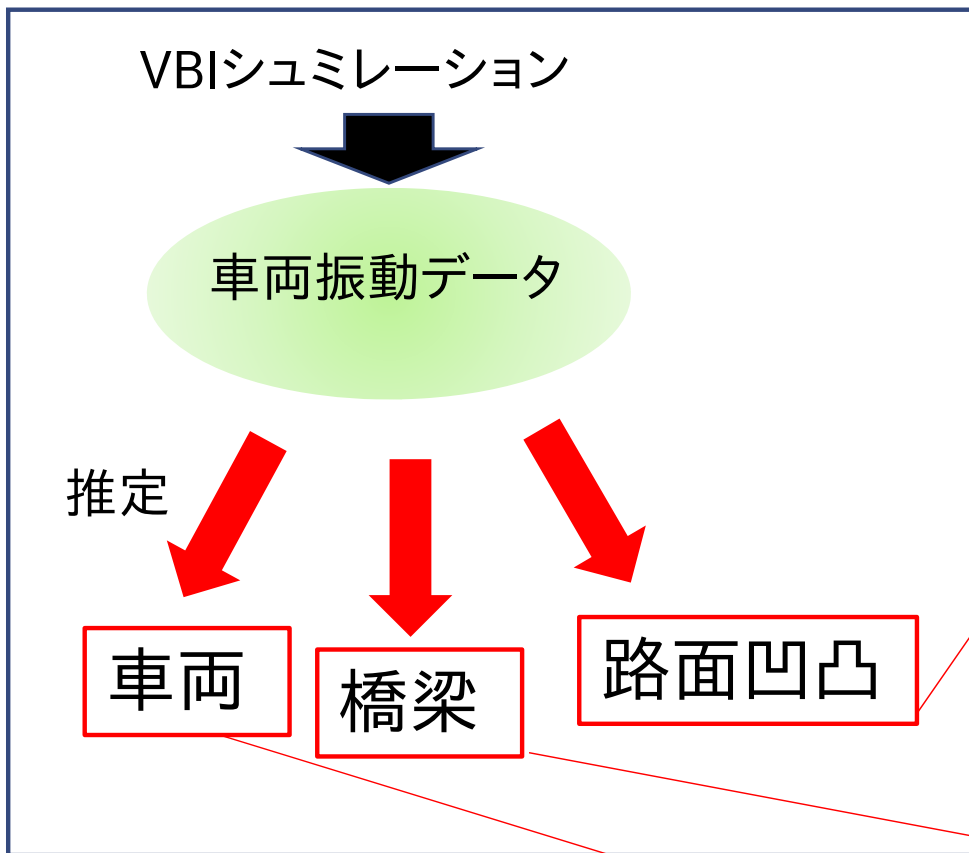 VBIシュミレーション
車両振動データ
推定
車両
橋梁
路面凹凸